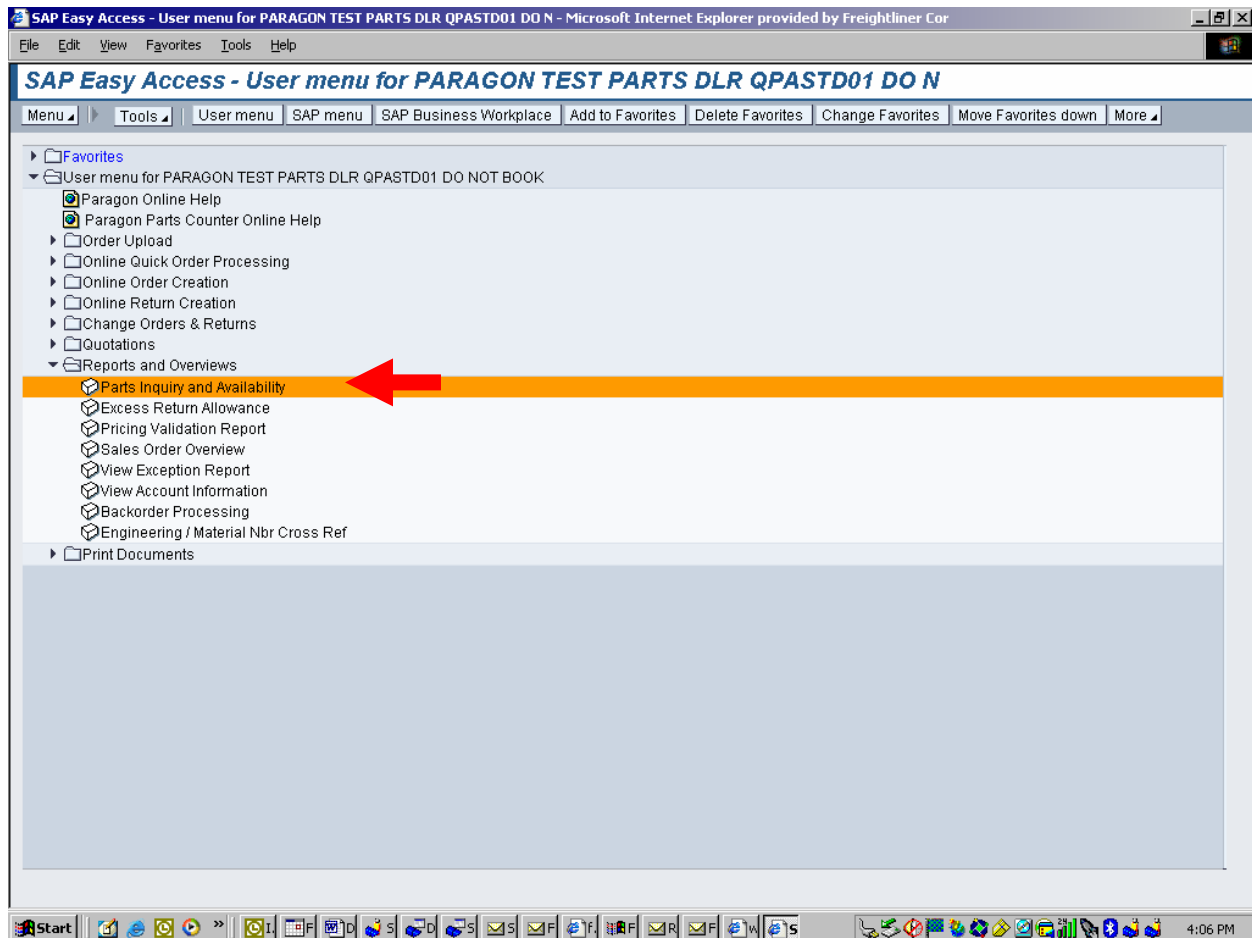 SAP Easy Access - User menu for PARAGON TEST PARTS DLR QPASTD01 DO N - Microsoft Internet Explorer provided by Freightliner Cor
File Edit View Favorites Tools Help
SAP Easy Access - User menu for PARAGON TEST PARTS DLR QPASTD01 DO N
Menu Tools User menu SAP menu SAP Business Workplace Add to Favorites Delete Favorites Change Favorites Move Favorites down More
Favorites
User menu for PARAGON TEST PARTS DLR QPASTD01 DO NOT BOOK
Paragon Online Help
Paragon Parts Counter Online Help
Order Upload
Online Quick Order Processing
Online Order Creation
Online Return Creation
Change Orders & Returns
Quotations
Reports and Overviews
Parts Inquiry and Availability
Excess Return Allowance
Pricing Validation Report
Sales Order Overview
View Exception Report
View Account Information
Backorder Processing
Engineering / Material Nbr Cross Ref
Print Documents
Start » I. F D S D S S F f. F R F W S 4:06 PM